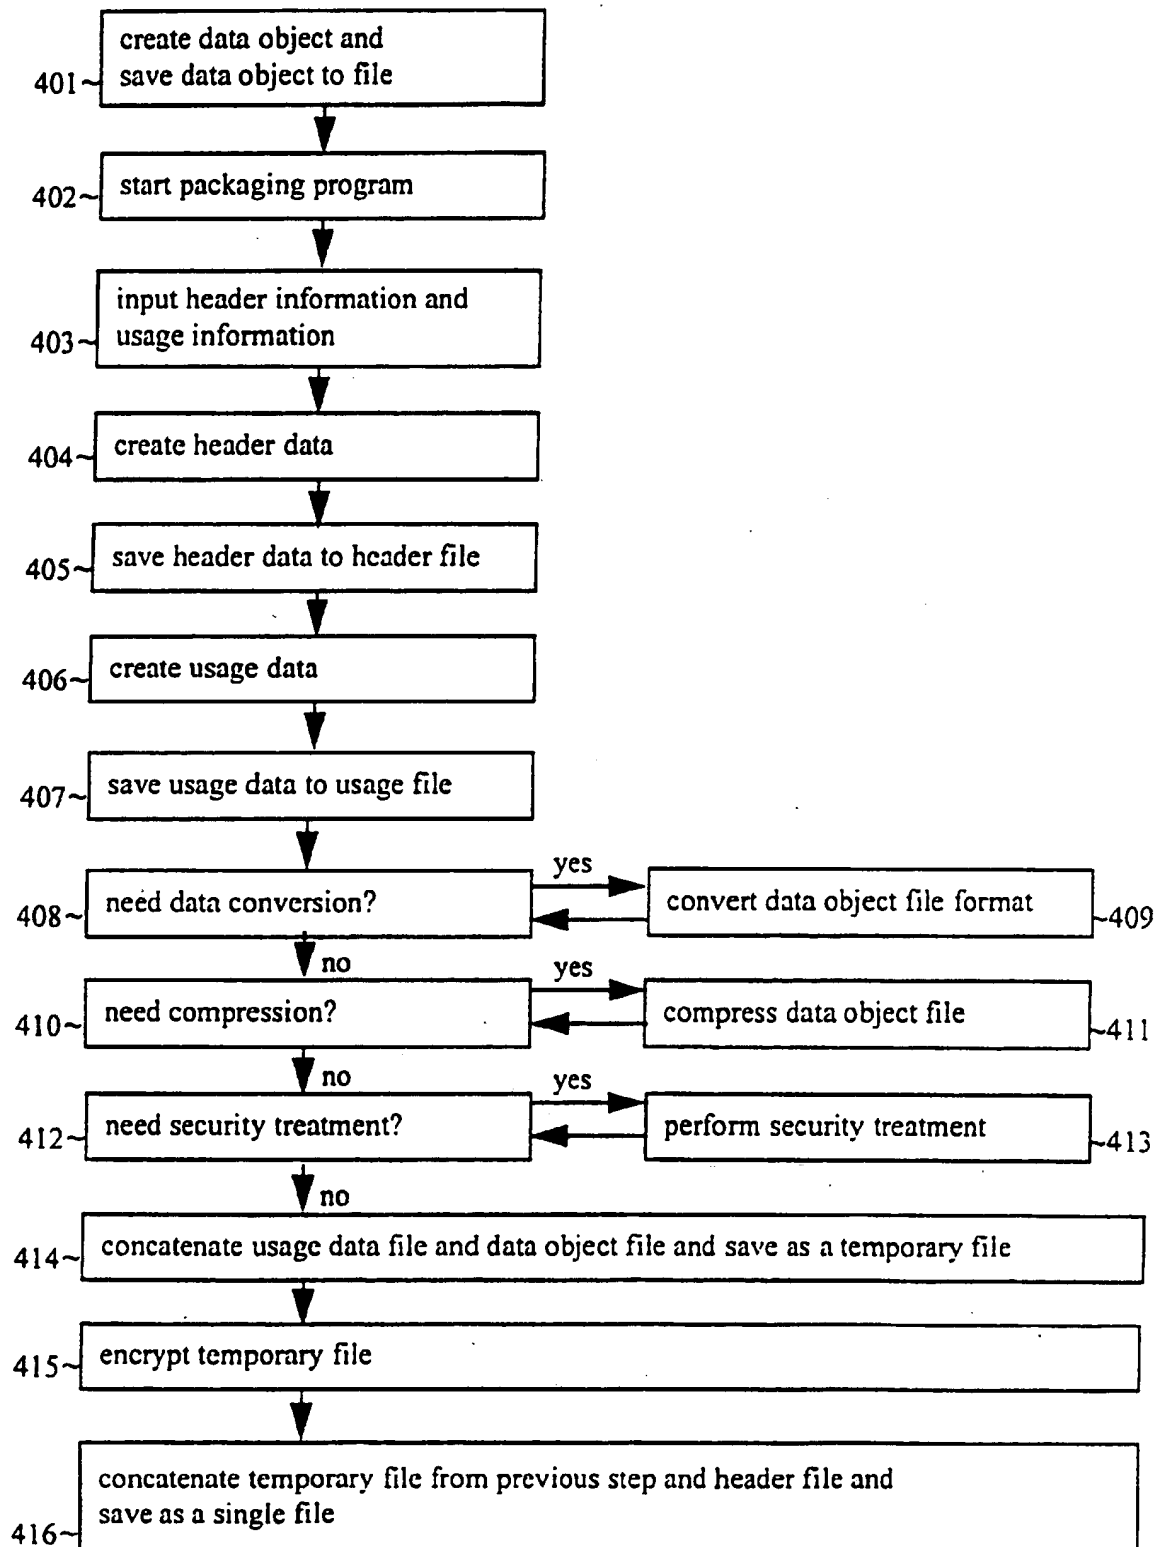 create data object and
save data object to file
401~
start packaging program
402~
input header information and
usage information
403~
create header data
404~
save header data to header file
405~
create usage data
406~
save usage data to usage file
407~
need data conversion?
408~
yes
convert data object file format
~409
no
need compression?
410~
yes
compress data object file
~411
no
need security treatment?
412~
yes
perform security treatment
~413
no
concatenate usage data file and data object file and save as a temporary file
414~
encrypt temporary file
415~
concatenate temporary file from previous step and header file and
save as a single file
416~